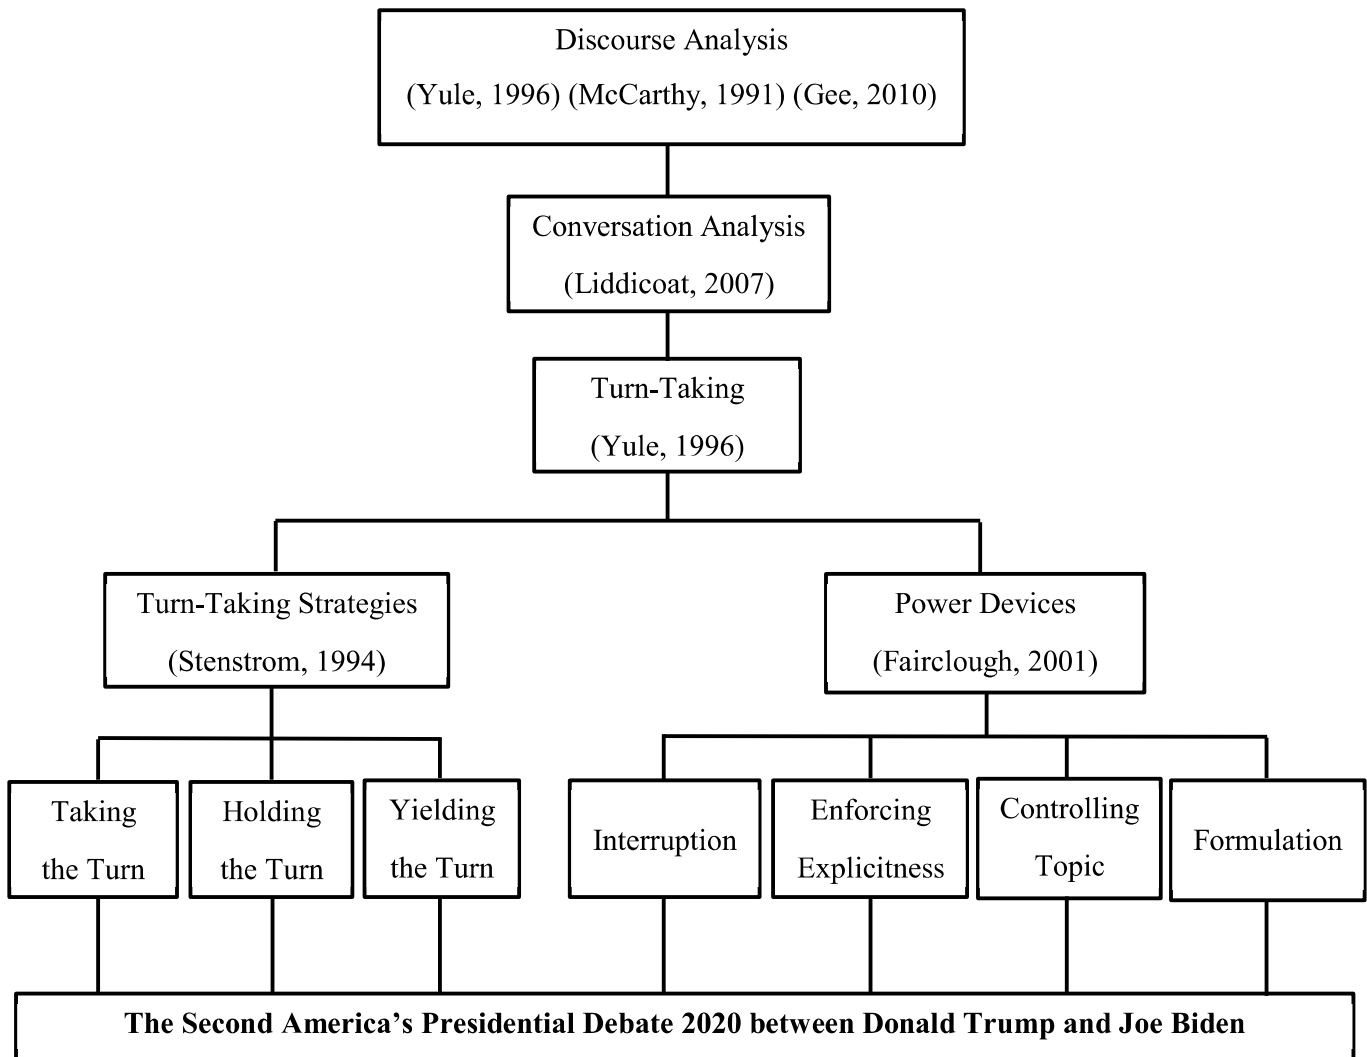 Discourse Analysis
(Yule, 1996) (McCarthy, 1991) (Gee, 2010)
Conversation Analysis
(Liddicoat, 2007)
Turn-Taking
(Yule, 1996)
Turn-Taking Strategies
(Stenstrom, 1994)
Power Devices
(Fairclough, 2001)
Taking
the Turn
Holding
the Turn
Yielding
the Turn
Interruption
Enforcing
Explicitness
Controlling
Topic
Formulation
The Second America’s Presidential Debate 2020 between Donald Trump and Joe Biden